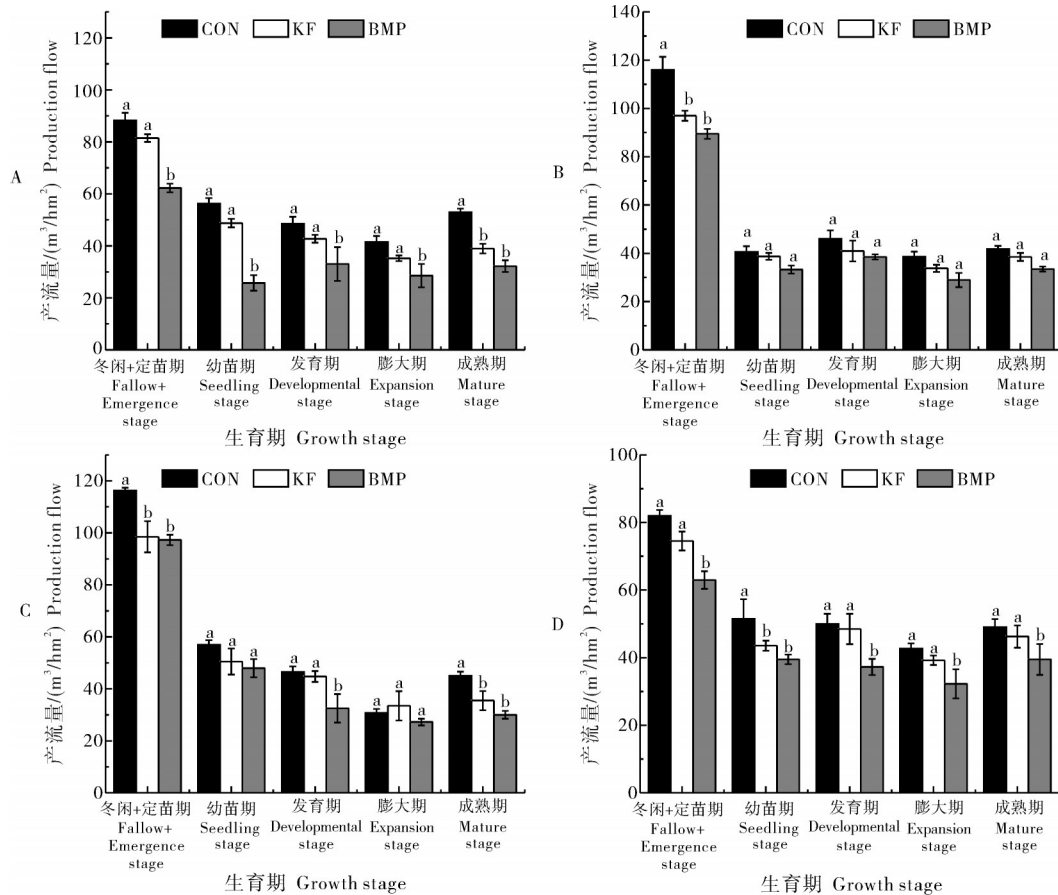 A
产流量/(m³/hm²) Production flow
120
100
80
60
40
20
0
CON KF BMP
a a b
a a b
a a b
a a b
a b b
冬闲+定苗期 幼苗期 发育期 膨大期 成熟期
Fallow+ Seedling Developmental Expansion Mature
Emergence stage stage stage stage
stage
生育期 Growth stage
B
产流量/(m³/hm²) Production flow
140
120
100
80
60
40
20
0
CON KF BMP
a b b
a a a
a a a
a a a
a a a
冬闲+定苗期 幼苗期 发育期 膨大期 成熟期
Fallow+ Seedling Developmental Expansion Mature
Emergence stage stage stage stage
stage
生育期 Growth stage
C
产流量/(m³/hm²) Production flow
120
100
80
60
40
20
0
CON KF BMP
a b b
a a a
a a b
a a a
a b b
冬闲+定苗期 幼苗期 发育期 膨大期 成熟期
Fallow+ Seedling Developmental Expansion Mature
Emergence stage stage stage stage
stage
生育期 Growth stage
D
产流量/(m³/hm²) Production flow
100
80
60
40
20
0
CON KF BMP
a a b
a b b
a a b
a a b
a a b
冬闲+定苗期 幼苗期 发育期 膨大期 成熟期
Fallow+ Seedling Developmental Expansion Mature
Emergence stage stage stage stage
stage
生育期 Growth stage